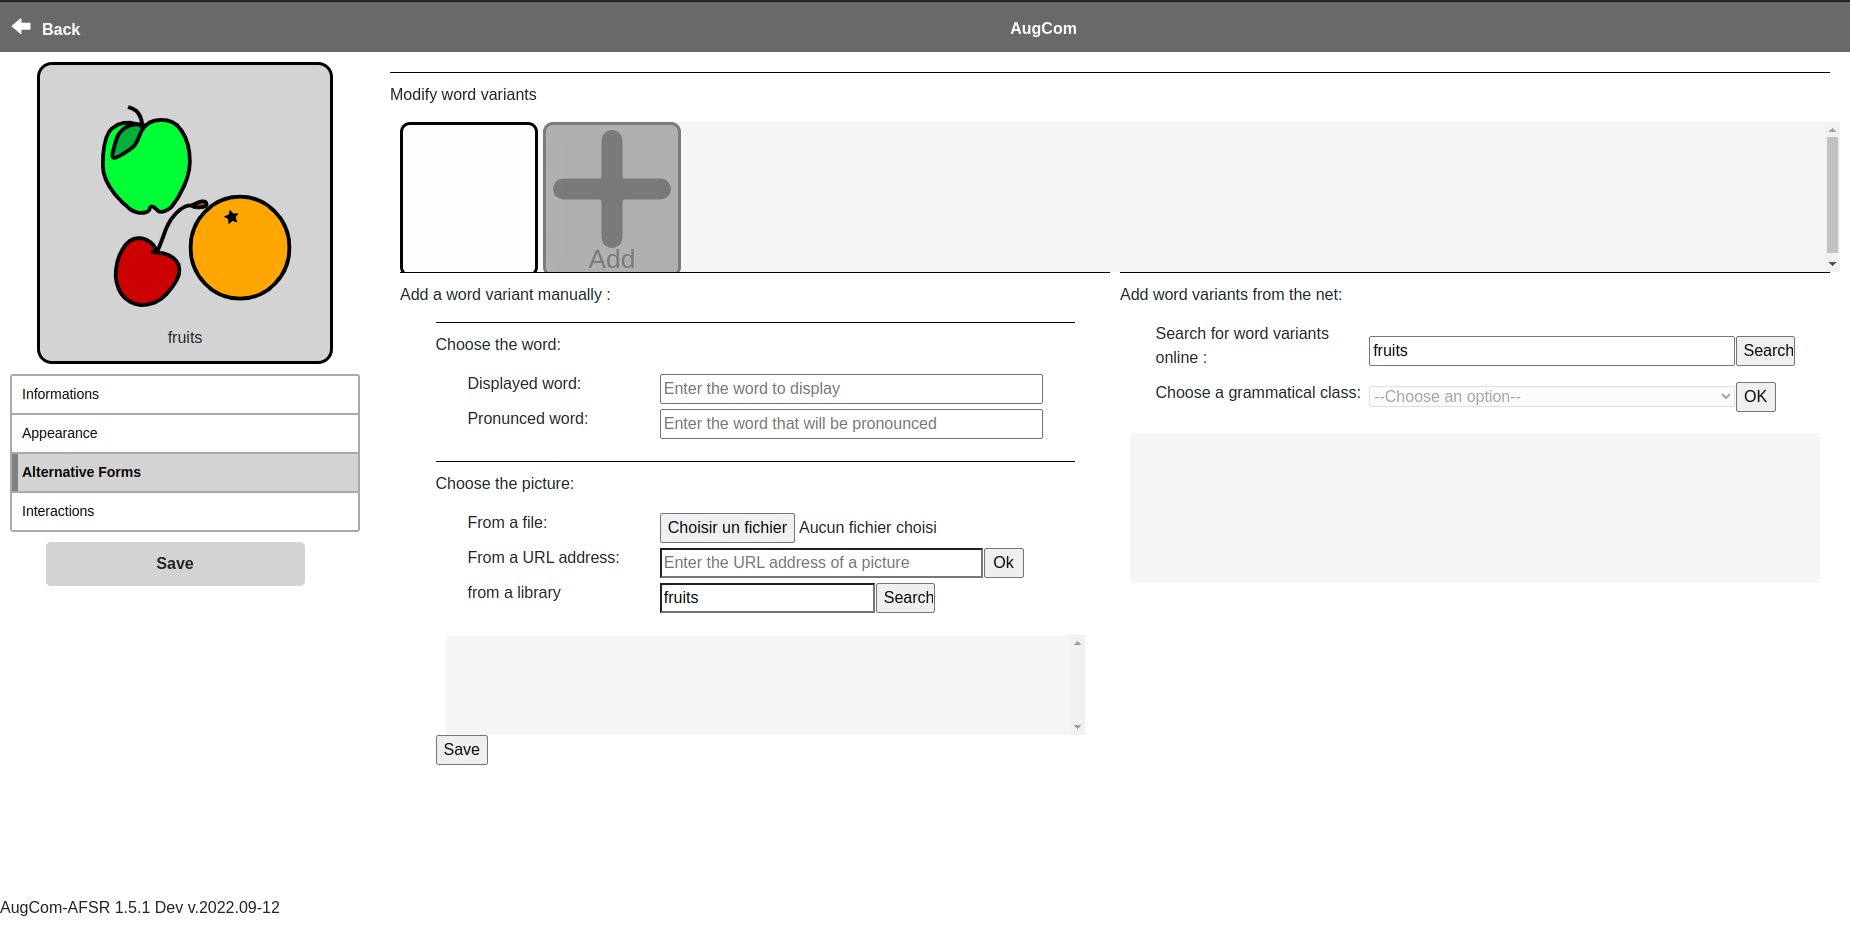 Back
AugCom
fruits
Informations
Appearance
Alternative Forms
Interactions
Save
Modify word variants
Add
Add a word variant manually :
Choose the word:
Displayed word:
Enter the word to display
Pronunced word:
Enter the word that will be pronounced
Choose the picture:
From a file:
Choisir un fichier Aucun fichier choisi
From a URL address:
Enter the URL address of a picture
Ok
from a library
fruits
Search
Save
Add word variants from the net:
Search for word variants
online :
fruits
Search
Choose a grammatical class:
--Choose an option--
OK
AugCom-AFSR 1.5.1 Dev v.2022.09-12